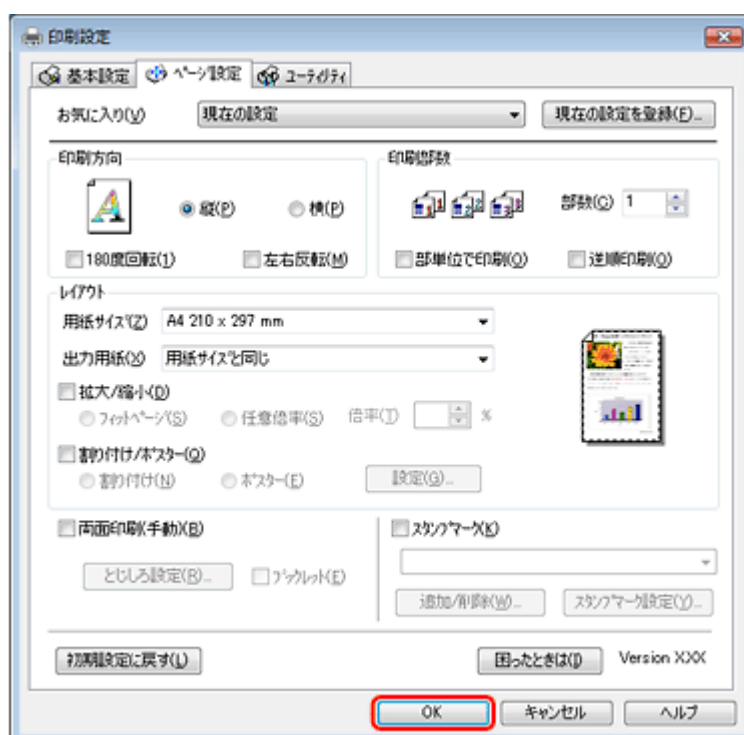 印刷設定
基本設定 ページ設定 ユーティリティ
お気に入り(V) 現在の設定 現在の設定を登録(F)...
印刷方向 印刷部数
縦(P) 横(P) 部数(C) 1
180度回転(1) 左右反転(M) 部単位で印刷(O) 逆順印刷(O)
レイアウト
用紙サイズ(Z) A4 210 x 297 mm
出力用紙(X) 用紙サイズと同じ
拡大/縮小(D)
フィットページ(S) 任意倍率(S) 倍率(T) %
割り付け/ポスター(Q)
割り付け(N) ポスター(E) 設定(G)...
両面印刷(手動)(B) スタンプマーク(K)
とじしろ設定(R)... ブックレット(E)
追加/削除(W)... スタンプマーク設定(Y)...
初期設定に戻す(L) 困ったときは(I) Version XXX
OK キャンセル ヘルプ